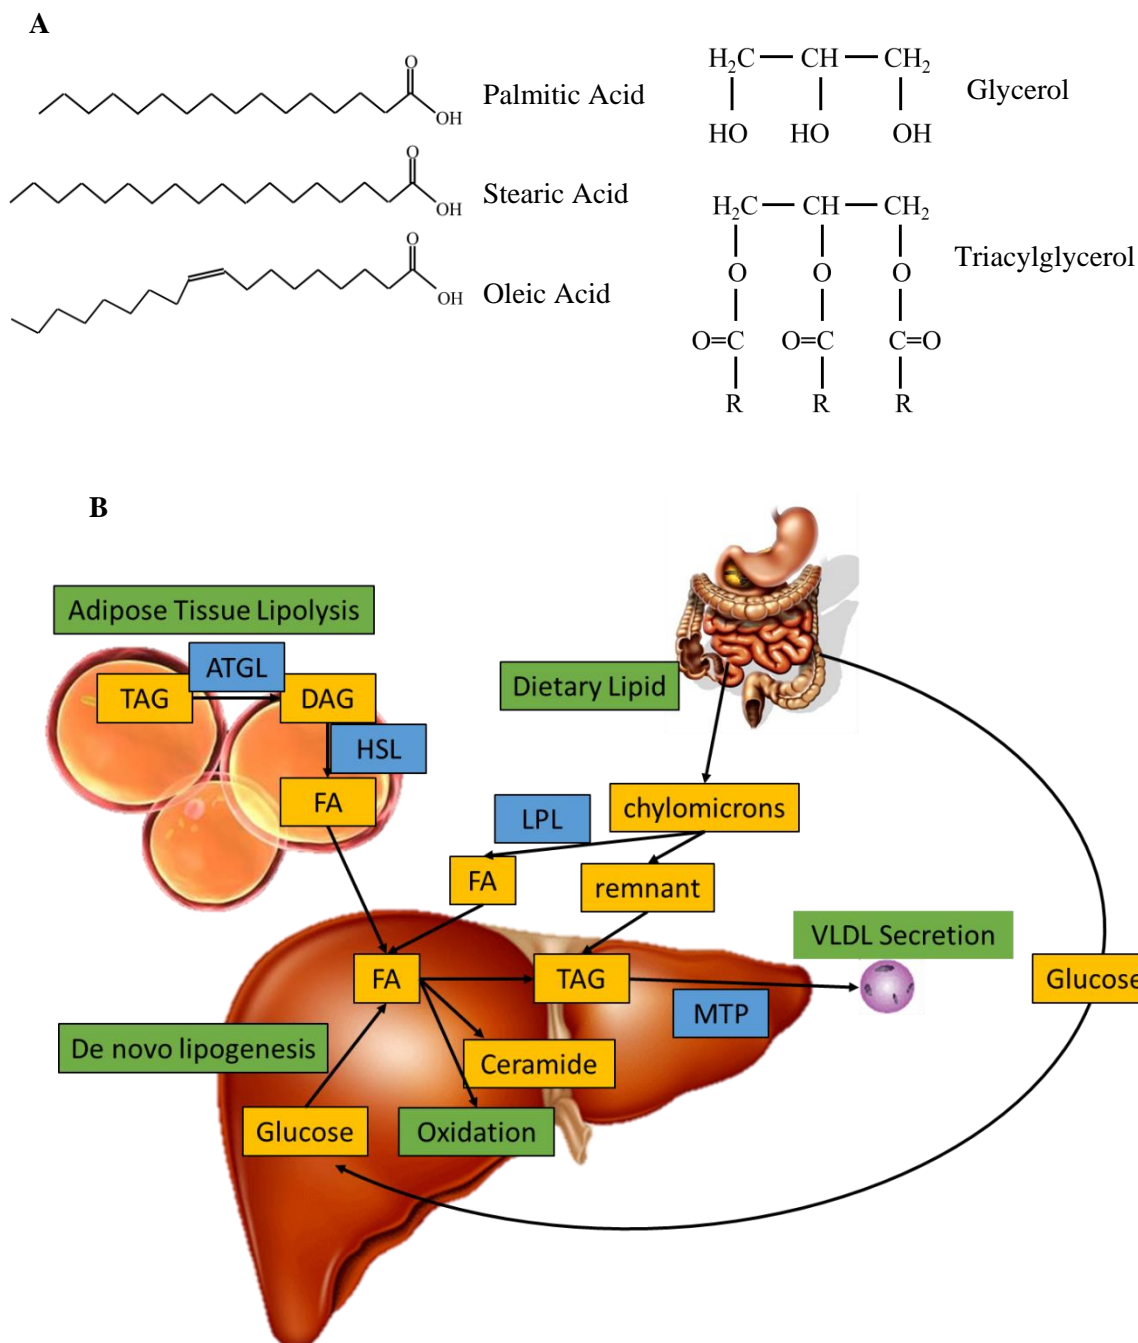 A
O
OH
Palmitic Acid
O
OH
Stearic Acid
O
OH
Oleic Acid
H₂C — CH — CH₂
HO HO OH
Glycerol
H₂C — CH — CH₂
O O O
O=C O=C C=O
R R R
Triacylglycerol
B
Adipose Tissue Lipolysis
ATGL
TAG
DAG
HSL
FA
Dietary Lipid
chylomicrons
LPL
FA
remnant
VLDL Secretion
FA
TAG
MTP
Glucose
De novo lipogenesis
Ceramide
Glucose
Oxidation